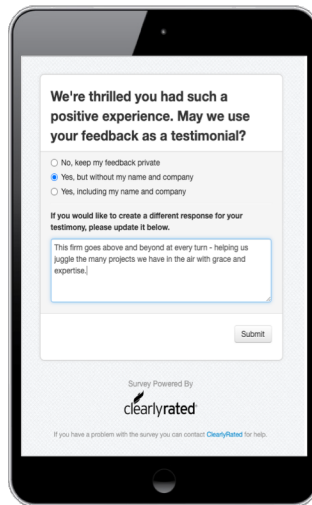 We're thrilled you had such a
positive experience. May we use
your feedback as a testimonial?
No, keep my feedback private
Yes, but without my name and company
Yes, including my name and company
If you would like to create a different response for your
testimony, please update it below.
This firm goes above and beyond at every turn - helping us
juggle the many projects we have in the air with grace and
expertise.
Submit
Survey Powered By
clearlyrated
If you have a problem with the survey you can contact ClearlyRated for help.